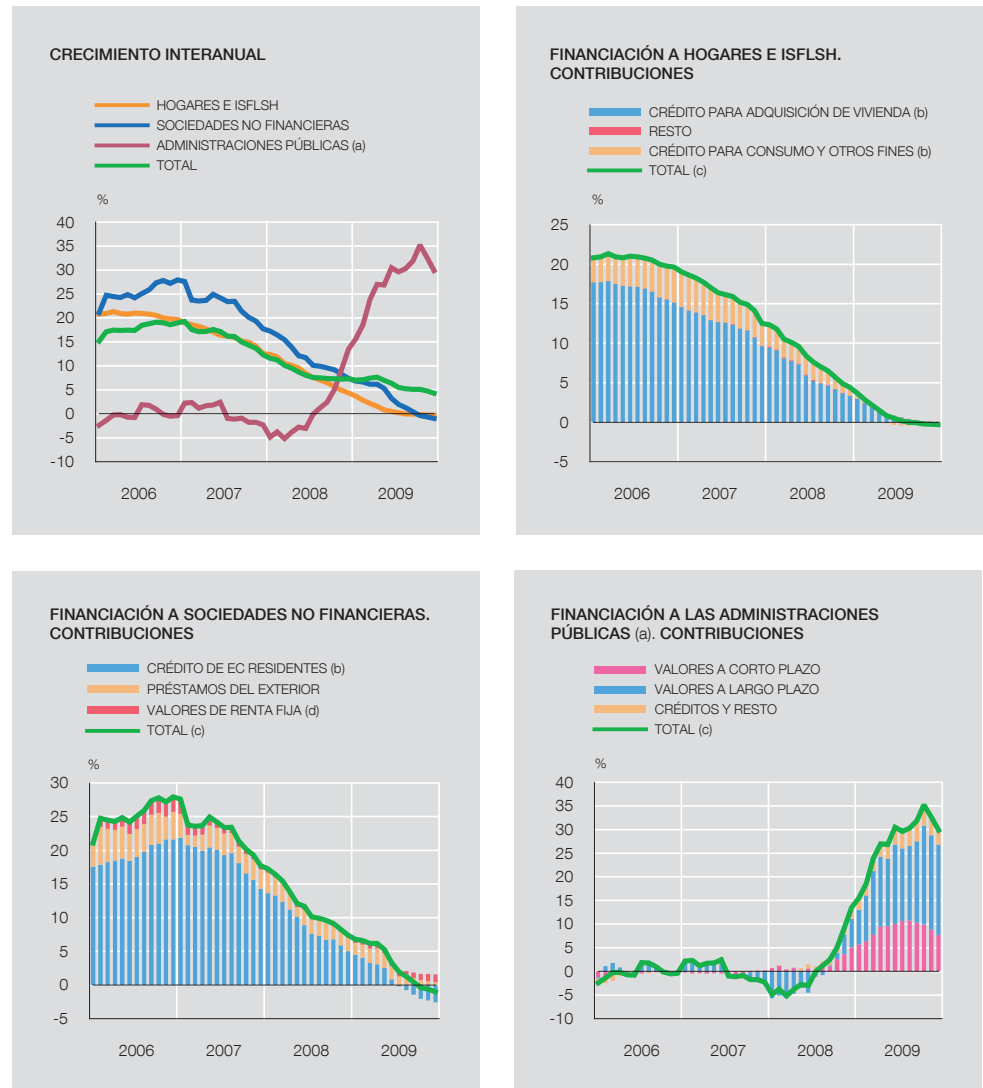 CRECIMIENTO INTERANUAL
HOGARES E ISFLSH
SOCIEDADES NO FINANCIERAS
ADMINISTRACIONES PÚBLICAS (a)
TOTAL
%
40
35
30
25
20
15
10
5
0
-5
-10
2006 2007 2008 2009
FINANCIACIÓN A HOGARES E ISFLSH.
CONTRIBUCIONES
CRÉDITO PARA ADQUISICIÓN DE VIVIENDA (b)
RESTO
CRÉDITO PARA CONSUMO Y OTROS FINES (b)
TOTAL (c)
%
25
20
15
10
5
0
-5
2006 2007 2008 2009
FINANCIACIÓN A SOCIEDADES NO FINANCIERAS.
CONTRIBUCIONES
CRÉDITO DE EC RESIDENTES (b)
PRÉSTAMOS DEL EXTERIOR
VALORES DE RENTA FIJA (d)
TOTAL (c)
%
30
25
20
15
10
5
0
-5
2006 2007 2008 2009
FINANCIACIÓN A LAS ADMINISTRACIONES
PÚBLICAS (a). CONTRIBUCIONES
VALORES A CORTO PLAZO
VALORES A LARGO PLAZO
CRÉDITOS Y RESTO
TOTAL (c)
%
40
35
30
25
20
15
10
5
0
-5
-10
2006 2007 2008 2009